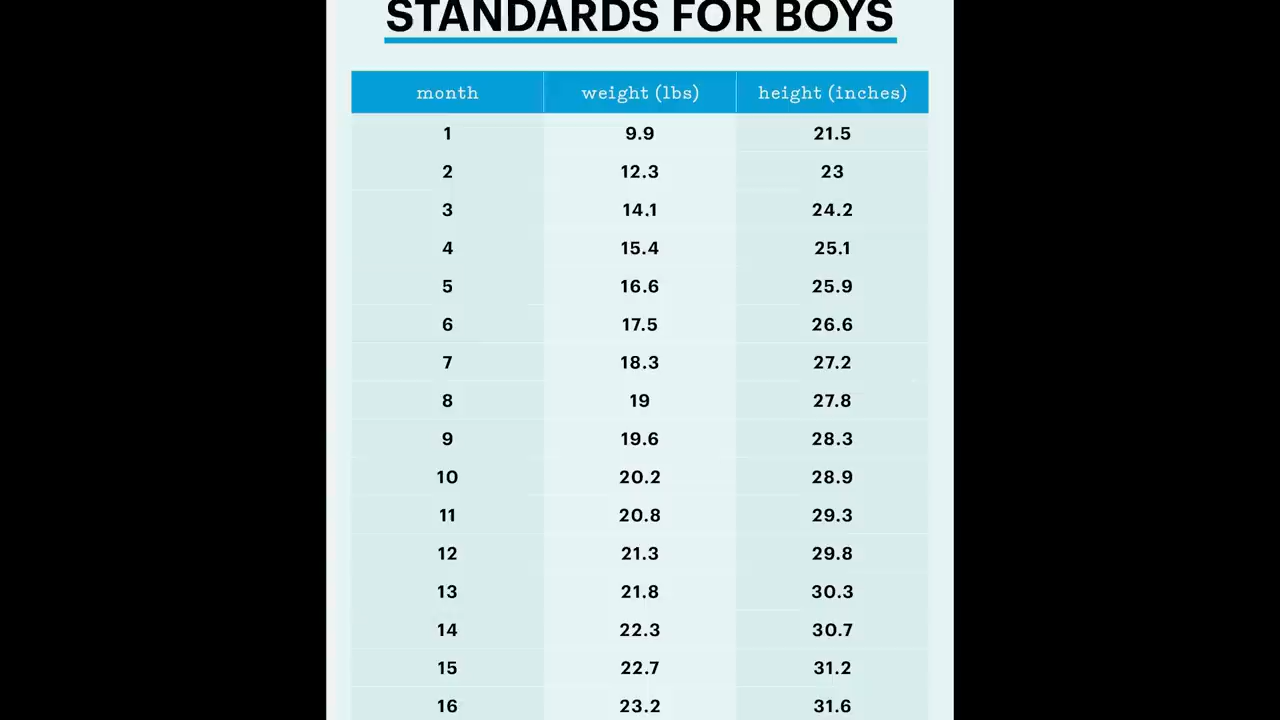 STANDARDS FOR BOYS
month weight (lbs) height (inches)
1 9.9 21.5
2 12.3 23
3 14.1 24.2
4 15.4 25.1
5 16.6 25.9
6 17.5 26.6
7 18.3 27.2
8 19 27.8
9 19.6 28.3
10 20.2 28.9
11 20.8 29.3
12 21.3 29.8
13 21.8 30.3
14 22.3 30.7
15 22.7 31.2
16 23.2 31.6